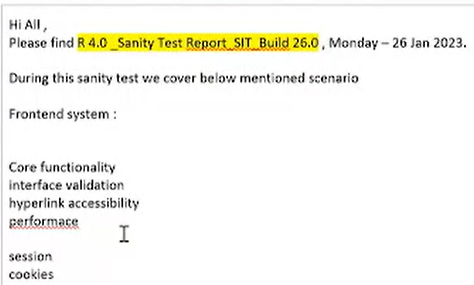 Hi All ,
Please find R 4.0 _Sanity Test Report_SIT_Build 26.0 , Monday – 26 Jan 2023.
During this sanity test we cover below mentioned scenario
Frontend system :
Core functionality
interface validation
hyperlink accessibility
performace
session
cookies